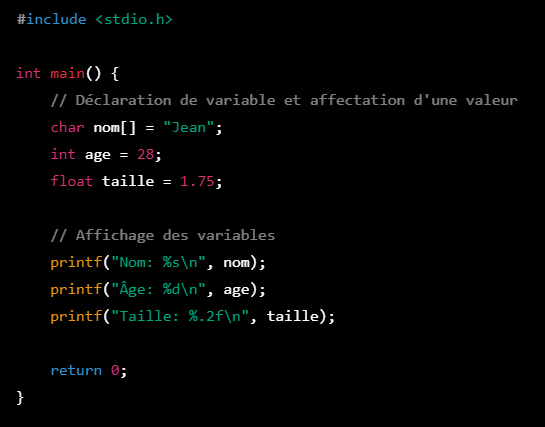 #include <stdio.h>
int main() {
    // Déclaration de variable et affectation d'une valeur
    char nom[] = "Jean";
    int age = 28;
    float taille = 1.75;
    // Affichage des variables
    printf("Nom: %s\n", nom);
    printf("Âge: %d\n", age);
    printf("Taille: %.2f\n", taille);
    return 0;
}